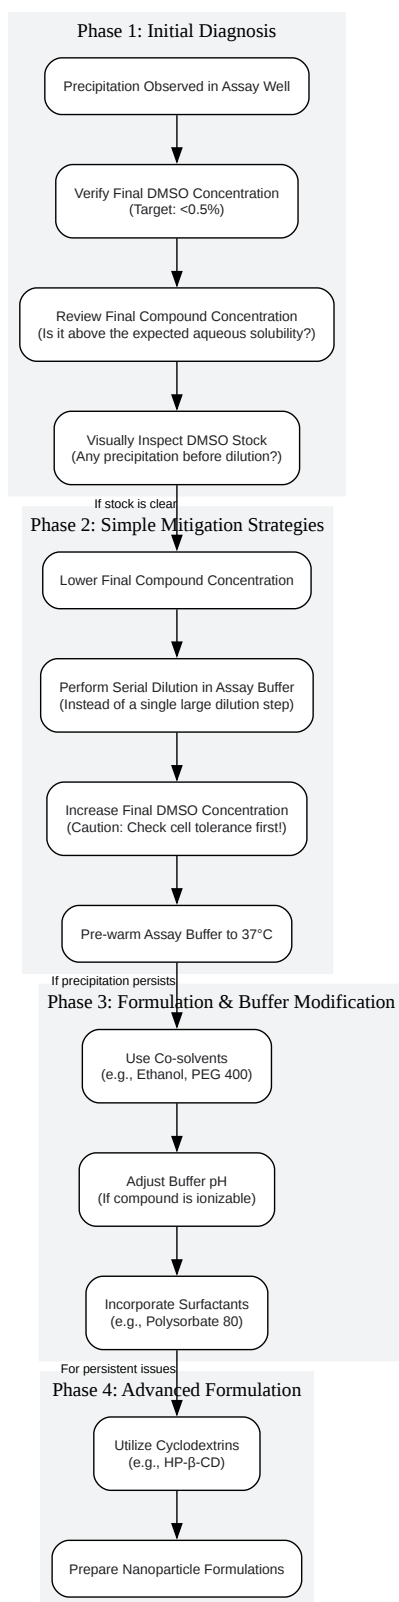 Phase 1: Initial Diagnosis
Precipitation Observed in Assay Well
Verify Final DMSO Concentration
(Target: <0.5%)
Review Final Compound Concentration
(Is it above the expected aqueous solubility?)
Visually Inspect DMSO Stock
(Any precipitation before dilution?)
If stock is clear
Phase 2: Simple Mitigation Strategies
Lower Final Compound Concentration
Perform Serial Dilution in Assay Buffer
(Instead of a single large dilution step)
Increase Final DMSO Concentration
(Caution: Check cell tolerance first!)
Pre-warm Assay Buffer to 37°C
If precipitation persists
Phase 3: Formulation & Buffer Modification
Use Co-solvents
(e.g., Ethanol, PEG 400)
Adjust Buffer pH
(If compound is ionizable)
Incorporate Surfactants
(e.g., Polysorbate 80)
For persistent issues
Phase 4: Advanced Formulation
Utilize Cyclodextrins
(e.g., HP-β-CD)
Prepare Nanoparticle Formulations